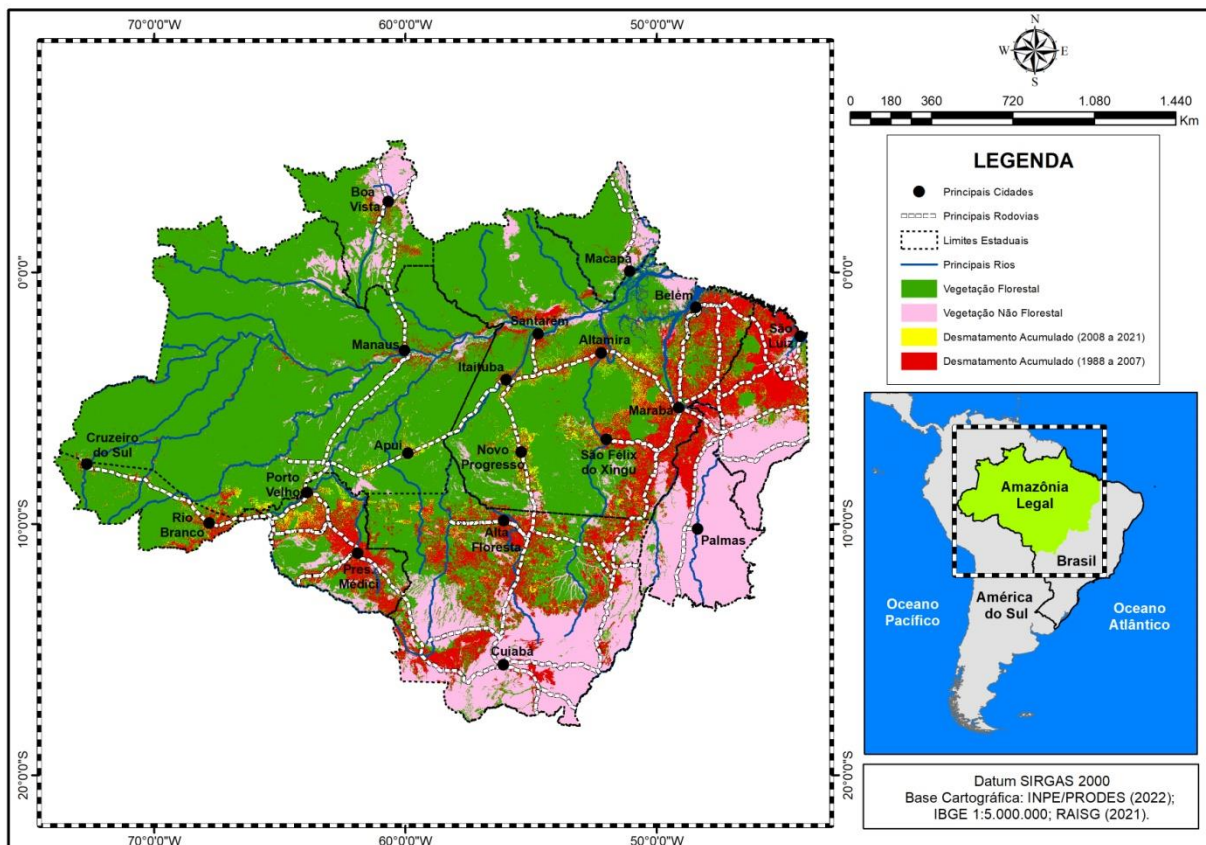 70°0'0"W 60°0'0"W 50°0'0"W
0°0'0"
10°0'0"S
20°0'0"S
Boa
Vista
Macapá
Belém
Santarém
São
Luiz
Manaus
Altamira
Itaituba
Marabá
Cruzeiro
do Sul
Apuí
Novo
Progresso
São Félix
do Xingu
Porto
Velho
Rio
Branco
Alta
Floresta
Palmas
Pres.
Médici
Cuiabá
0°0'0"
10°0'0"S
20°0'0"S
70°0'0"W 60°0'0"W 50°0'0"W
N
W E
S
0 180 360 720 1.080 1.440
Km
LEGENDA
Principais Cidades
Principais Rodovias
Limites Estaduais
Principais Rios
Vegetação Florestal
Vegetação Não Florestal
Desmatamento Acumulado (2008 a 2021)
Desmatamento Acumulado (1988 a 2007)
Amazônia
Legal
Brasil
América
do Sul
Oceano
Pacífico
Oceano
Atlântico
Datum SIRGAS 2000
Base Cartográfica: INPE/PRODES (2022);
IBGE 1:5.000.000; RAISG (2021).